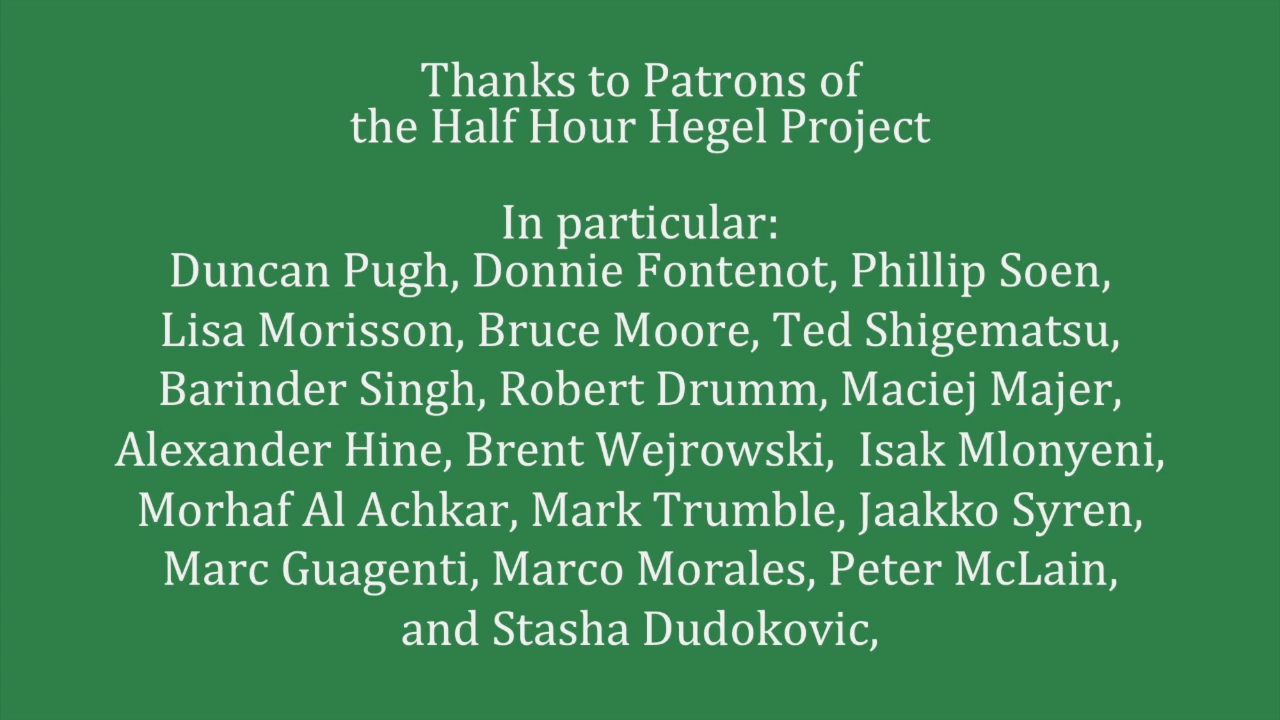 Thanks to Patrons of
the Half Hour Hegel Project
In particular:
Duncan Pugh, Donnie Fontenot, Phillip Soen,
Lisa Morisson, Bruce Moore, Ted Shigematsu,
Barinder Singh, Robert Drumm, Maciej Majer,
Alexander Hine, Brent Wejrowski, Isak Mlonyeni,
Morhaf Al Achkar, Mark Trumble, Jaakko Syren,
Marc Guagenti, Marco Morales, Peter McLain,
and Stasha Dudokovic,